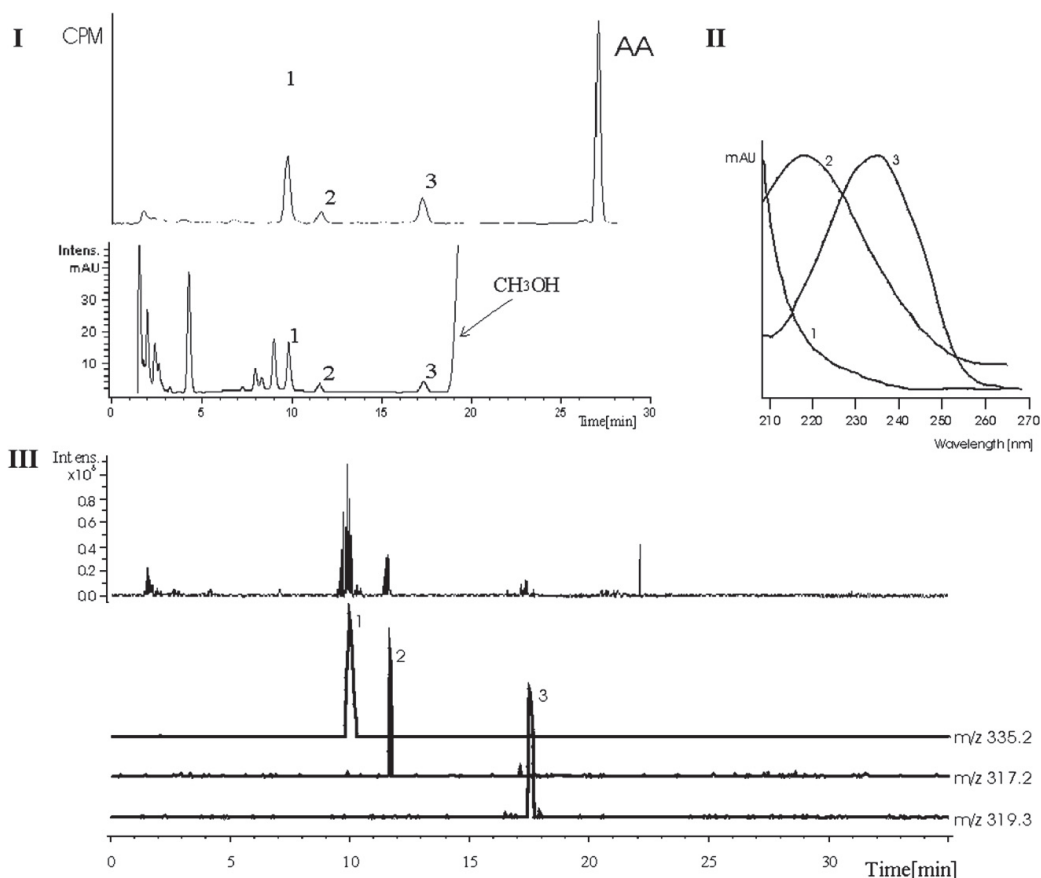 I
CPM
1
2
3
AA
Intens.
mAU
30
20
10
1
2
3
CH3OH
0 5 10 15 20 25 30
Time[min]
II
mAU
1
2
3
210 220 230 240 250 260 270
Wavelength [nm]
III
Intens.
x10⁶
0.8
0.6
0.4
0.2
0.0
1
2
3
m/z 335.2
m/z 317.2
m/z 319.3
0 5 10 15 20 25 30
Time[min]